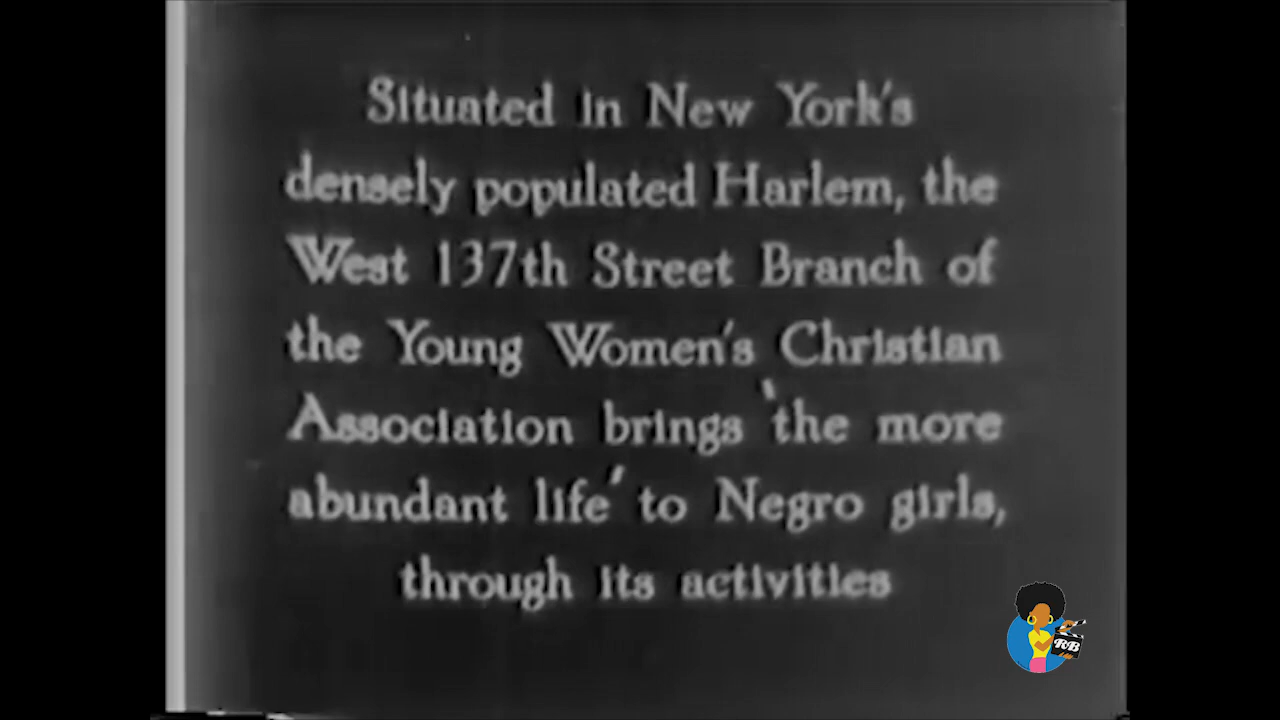 Situated in New York's
densely populated Harlem, the
West 137th Street Branch of
the Young Women's Christian
Association brings 'the more
abundant life' to Negro girls,
through its activities
RB